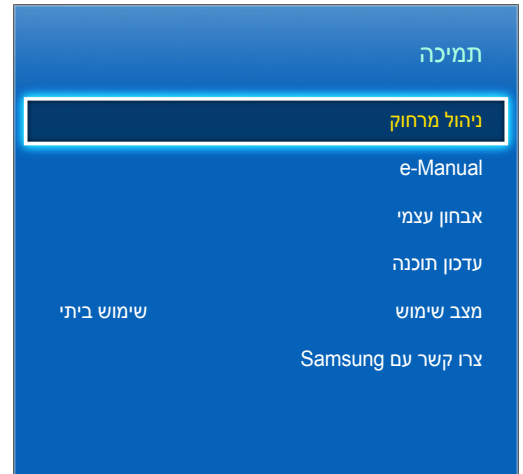 תמיכה
ניהול מרחוק
e-Manual
אבחון עצמי
עדכון תוכנה
מצב שימוש שימוש ביתי
צרו קשר עם Samsung